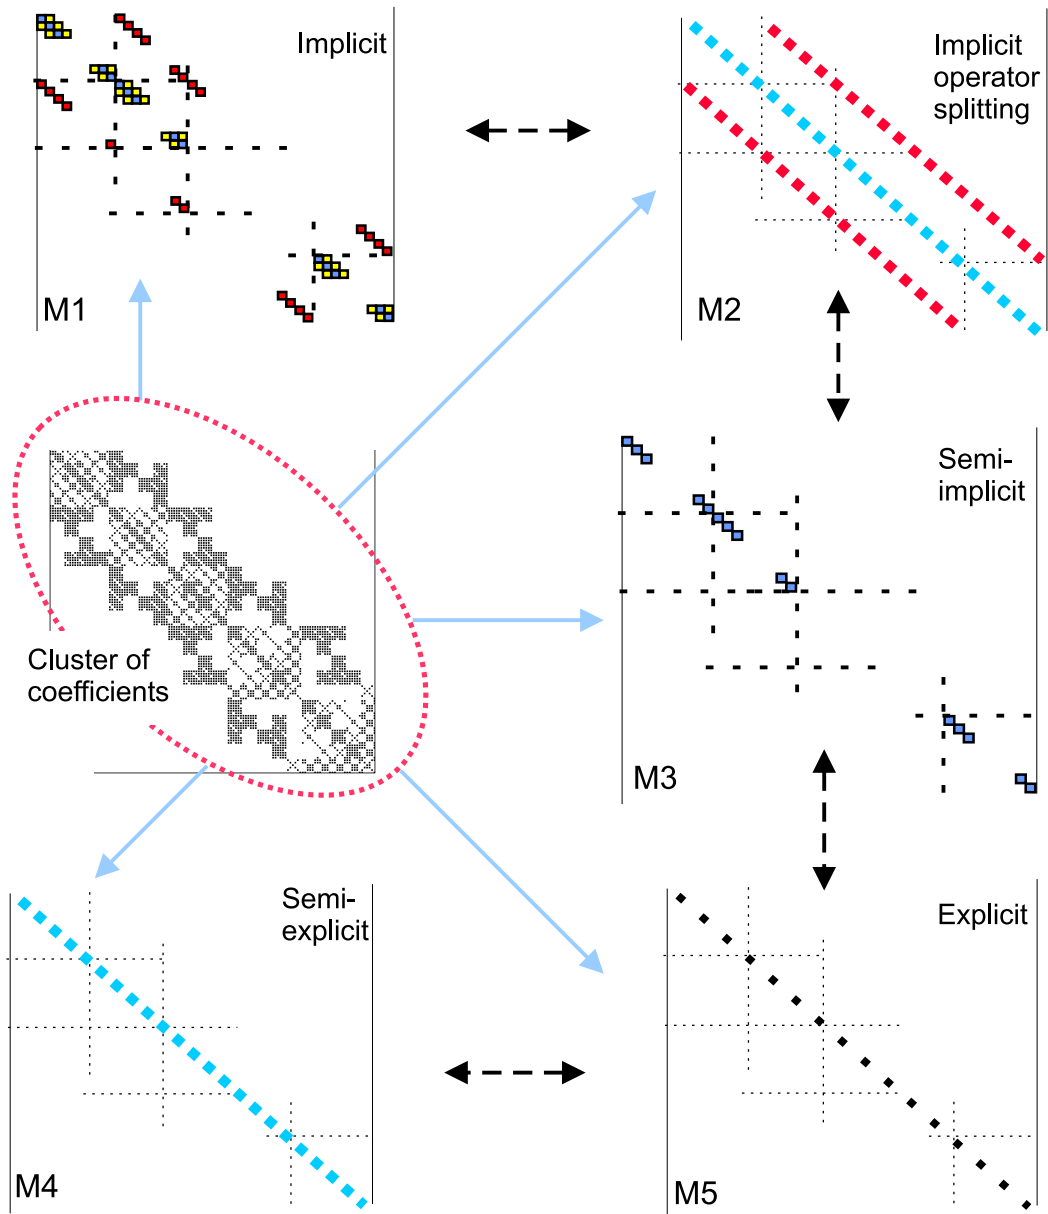 Implicit
M1
Implicit
operator
splitting
M2
Cluster of
coefficients
Semi-
implicit
M3
Semi-
explicit
M4
Explicit
M5